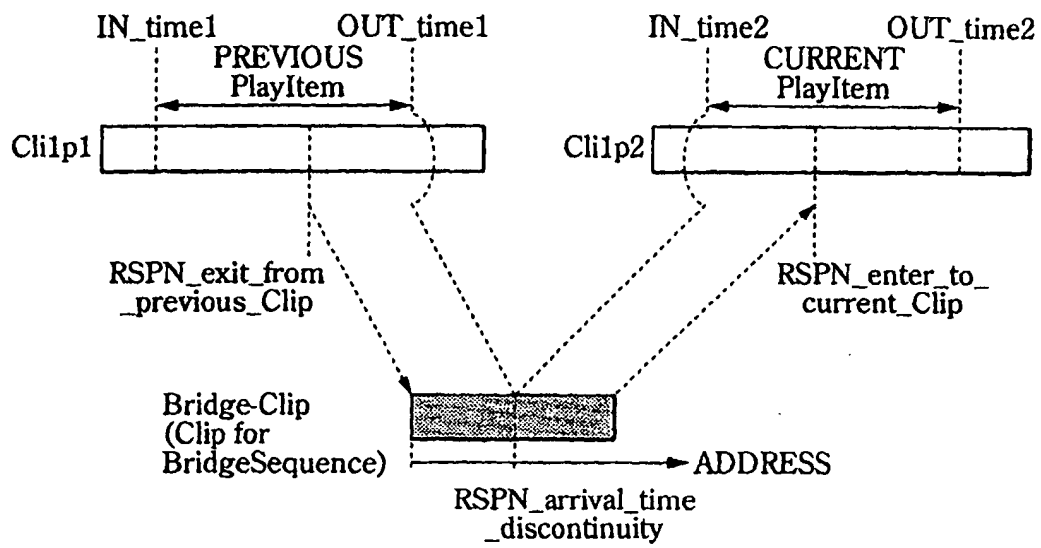 IN_time1
OUT_time1
IN_time2
OUT_time2
PREVIOUS
PlayItem
CURRENT
PlayItem
Cli1p1
Cli1p2
RSPN_exit_from
_previous_Clip
RSPN_enter_to_
current_Clip
Bridge-Clip
(Clip for
BridgeSequence)
ADDRESS
RSPN_arrival_time
_discontinuity